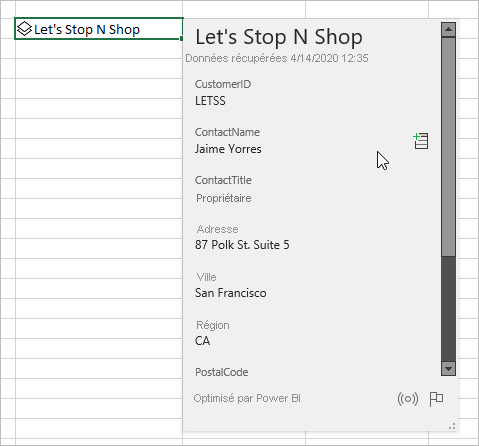 Let's Stop N Shop
Let's Stop N Shop
Données récupérées 4/14/2020 12:35
CustomerID
LETSS
ContactName
Jaime Yorres
ContactTitle
Propriétaire
Adresse
87 Polk St. Suite 5
Ville
San Francisco
Région
CA
PostalCode
Optimisé par Power BI